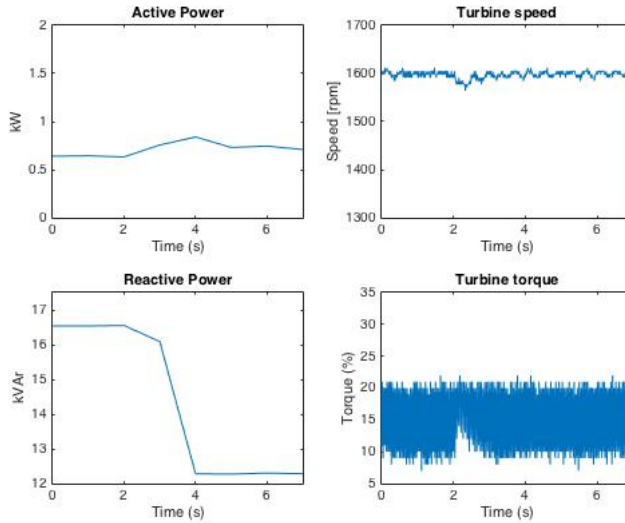 Active Power
2
1.5
1
0.5
0
kW
0 2 4 6
Time (s)
Turbine speed
1700
1600
1500
1400
1300
Speed [rpm]
0 2 4 6
Time (s)
Reactive Power
17
16
15
14
13
12
kVAr
0 2 4 6
Time (s)
Turbine torque
35
30
25
20
15
10
5
Torque (%)
0 2 4 6
Time (s)